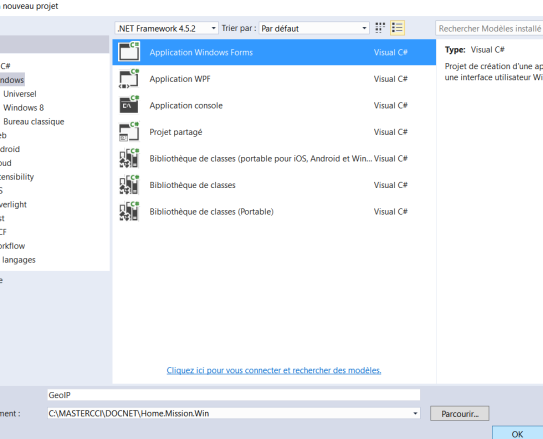 nouveau projet
.NET Framework 4.5.2 Trier par : Par défaut Rechercher Modèles installé
C#
ndows
Universel
Windows 8
Bureau classique
eb
droid
oud
tensibility
S
verlight
st
CF
orkflow
langages
e
Application Windows Forms Visual C#
Application WPF Visual C#
Application console Visual C#
Projet partagé Visual C#
Bibliothèque de classes (portable pour iOS, Android et Win... Visual C#
Bibliothèque de classes Visual C#
Bibliothèque de classes (Portable) Visual C#
Type: Visual C#
Projet de création d'une ap
une interface utilisateur Wi
Cliquez ici pour vous connecter et rechercher des modèles.
GeoIP
ment : C:\MASTERCCI\DOCNET\Home.Mission.Win Parcourir...
OK